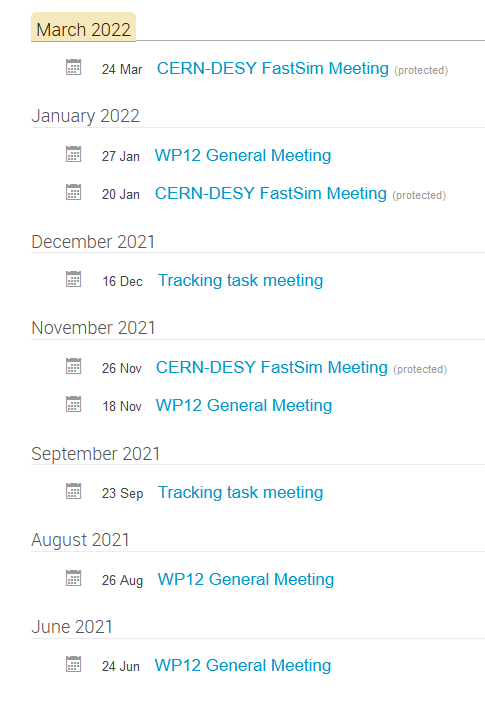 March 2022
24 Mar CERN-DESY FastSim Meeting (protected)
January 2022
27 Jan WP12 General Meeting
20 Jan CERN-DESY FastSim Meeting (protected)
December 2021
16 Dec Tracking task meeting
November 2021
26 Nov CERN-DESY FastSim Meeting (protected)
18 Nov WP12 General Meeting
September 2021
23 Sep Tracking task meeting
August 2021
26 Aug WP12 General Meeting
June 2021
24 Jun WP12 General Meeting